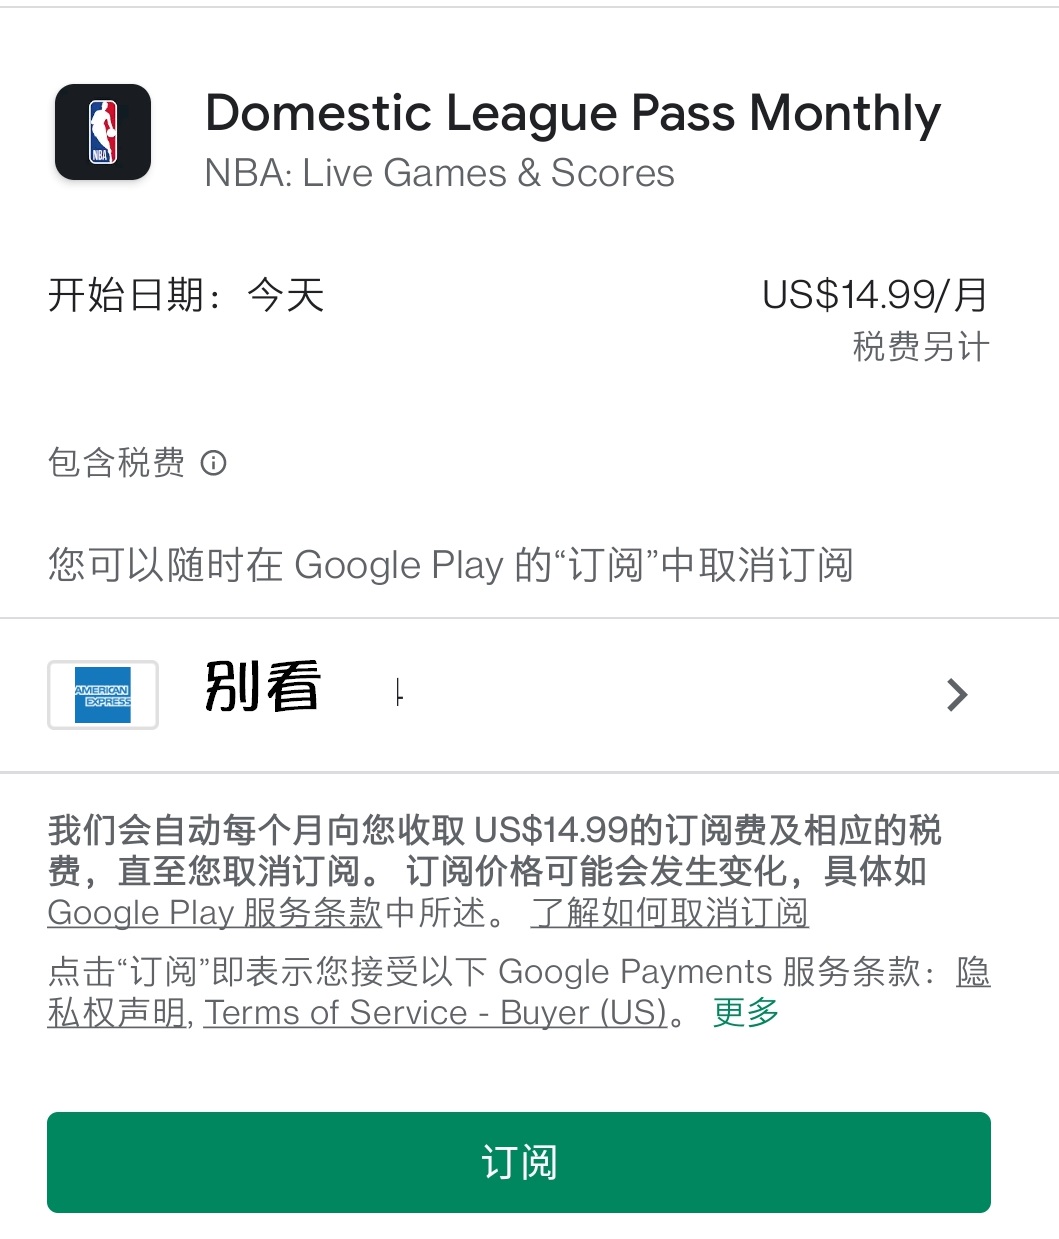 NBA
Domestic League Pass Monthly
NBA: Live Games & Scores
开始日期：今天
US$14.99/月
税费另计
包含税费
您可以随时在 Google Play 的“订阅”中取消订阅
AMERICAN
EXPRESS
别看
我们会自动每个月向您收取 US$14.99的订阅费及相应的税
费，直至您取消订阅。 订阅价格可能会发生变化，具体如
Google Play 服务条款中所述。 了解如何取消订阅
点击“订阅”即表示您接受以下 Google Payments 服务条款：隐
私权声明, Terms of Service - Buyer (US)。 更多
订阅